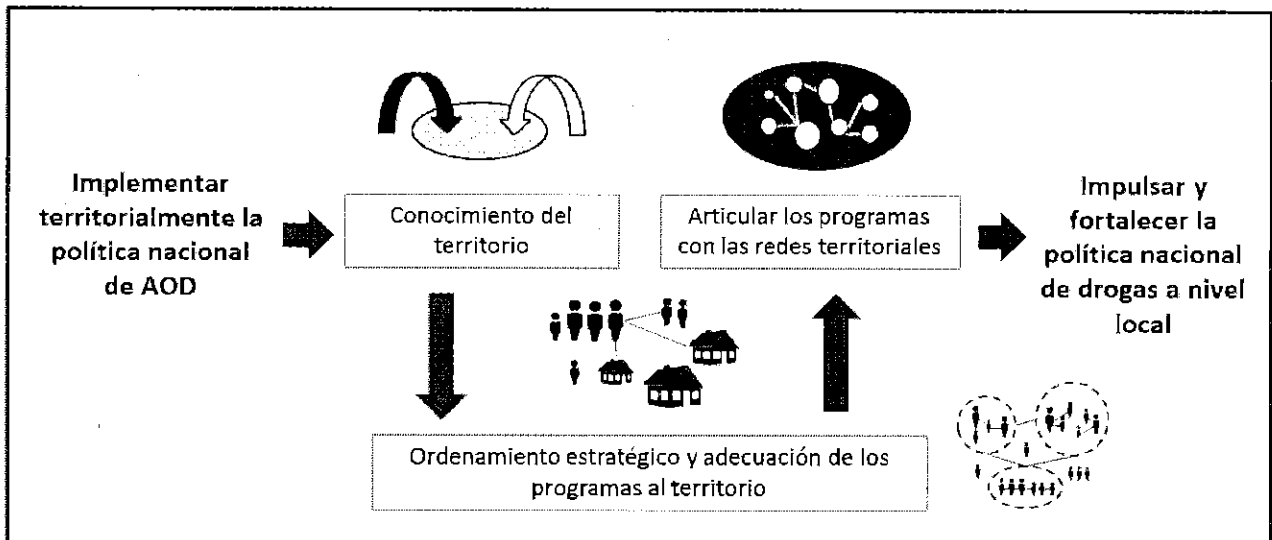 Implementar
territorialmente la
política nacional
de AOD
Conocimiento del
territorio
Articular los programas
con las redes territoriales
Impulsar y
fortalecer la
política nacional
de drogas a nivel
local
Ordenamiento estratégico y adecuación de los
programas al territorio